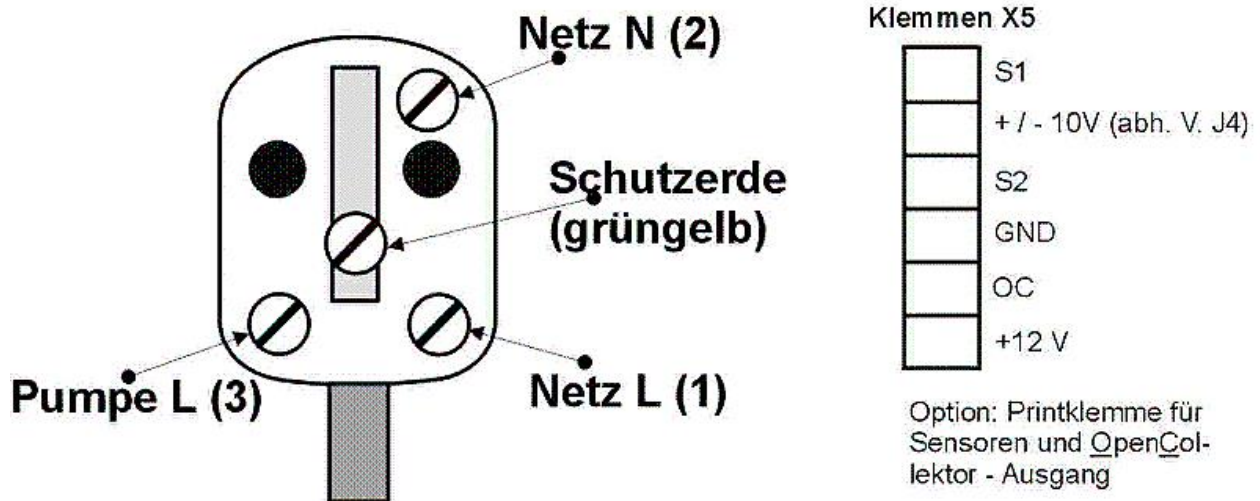 Netz N (2)
Schutzerde
(grüngelb)
Pumpe L (3)
Netz L (1)
Klemmen X5
S1
+ / - 10V (abh. V. J4)
S2
GND
OC
+12 V
Option: Printklemme für
Sensoren und OpenCol-
lektor - Ausgang